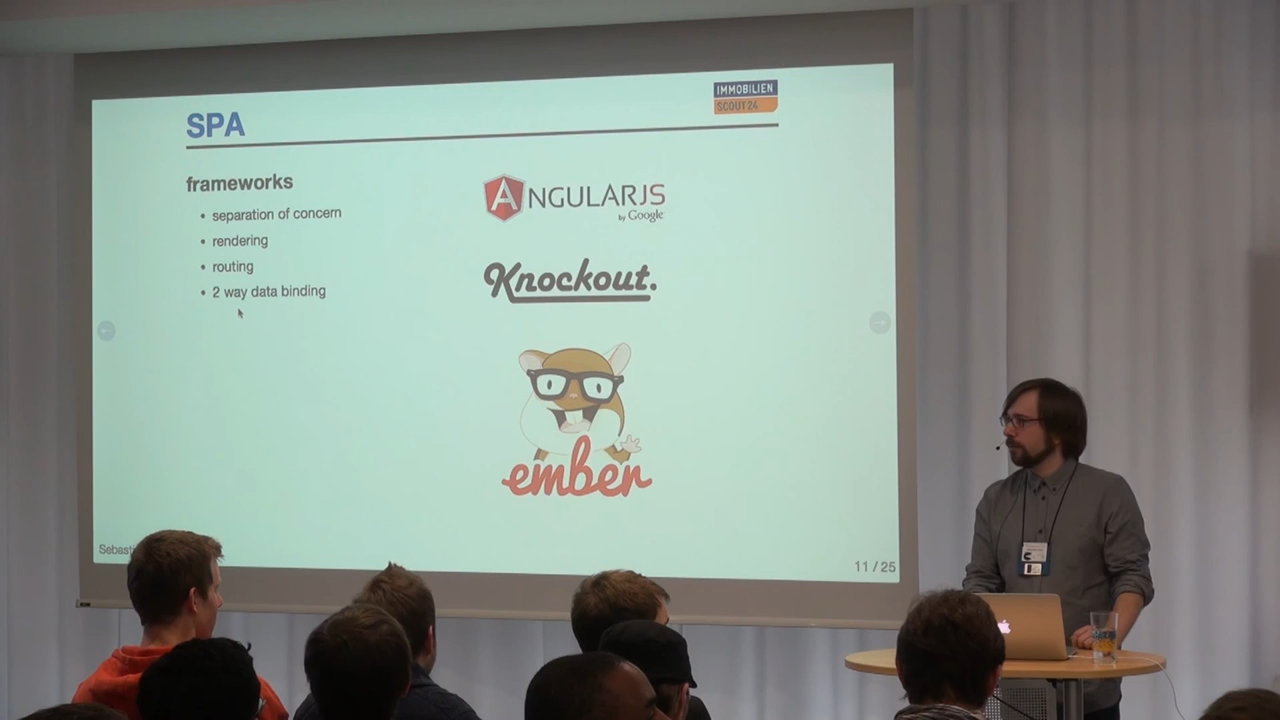 SPA
IMMOBILIEN
SCOUT24
frameworks
• separation of concern
• rendering
• routing
• 2 way data binding
ANGULARJS
by Google
Knockout.
ember
11 / 25